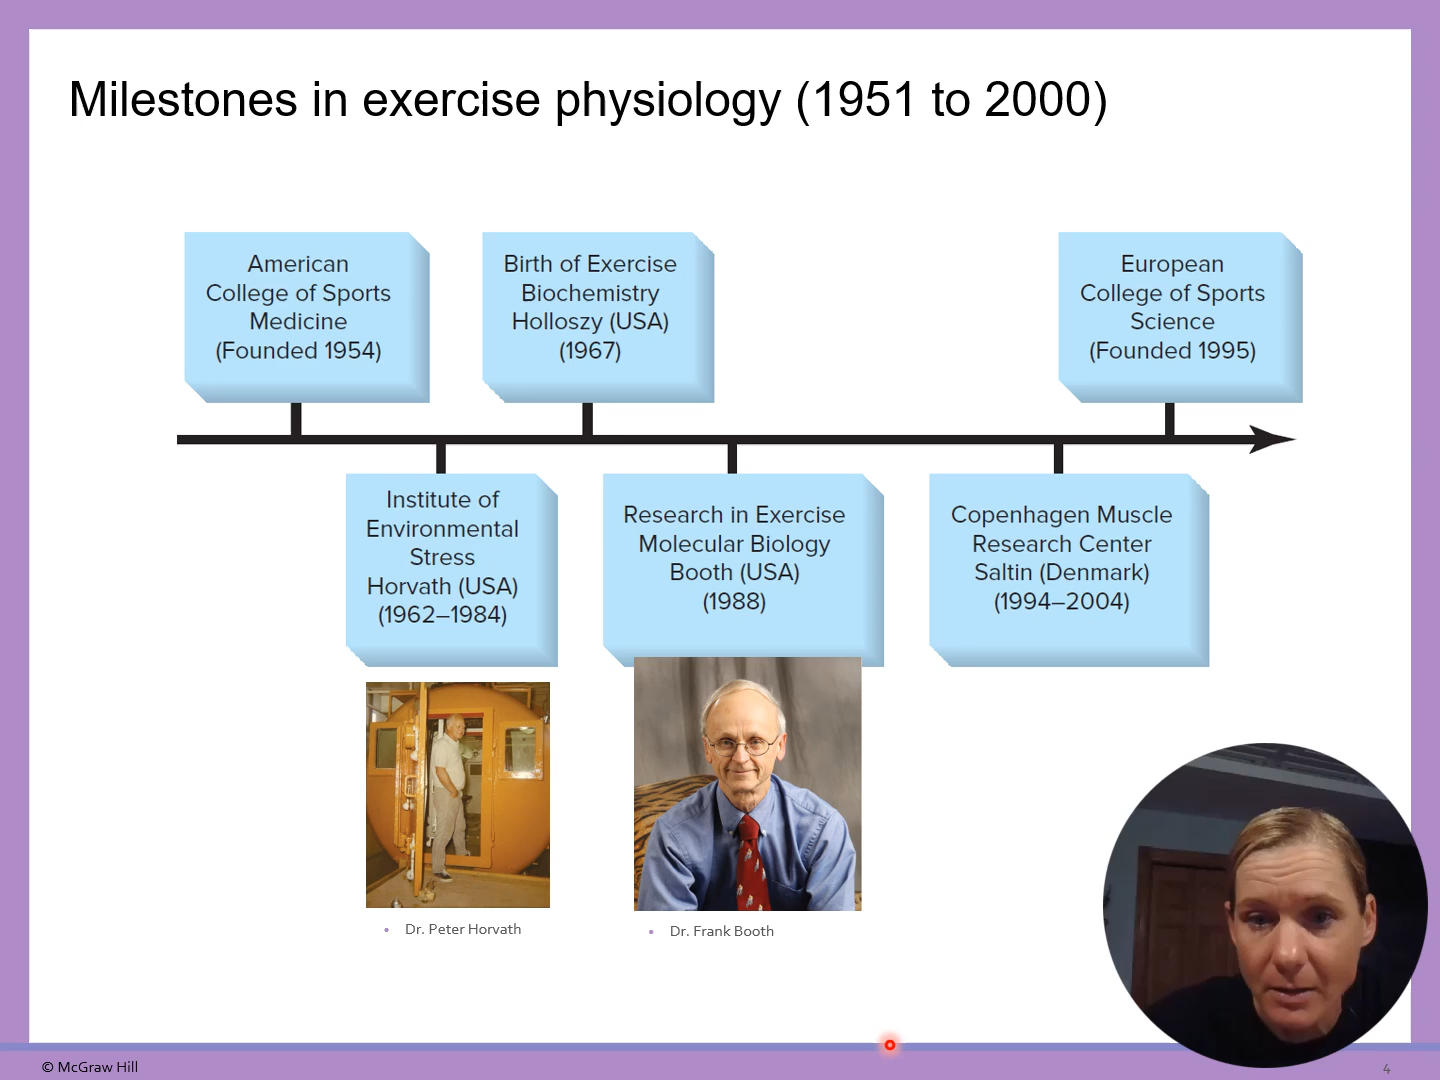 Milestones in exercise physiology (1951 to 2000)
American
College of Sports
Medicine
(Founded 1954)
Birth of Exercise
Biochemistry
Holloszy (USA)
(1967)
European
College of Sports
Science
(Founded 1995)
Institute of
Environmental
Stress
Horvath (USA)
(1962–1984)
Research in Exercise
Molecular Biology
Booth (USA)
(1988)
Copenhagen Muscle
Research Center
Saltin (Denmark)
(1994–2004)
• Dr. Peter Horvath
• Dr. Frank Booth
© McGraw Hill
4